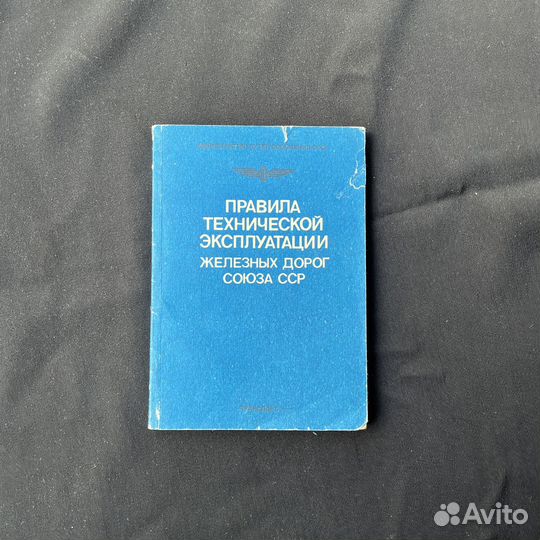 ПРАВИЛА
ТЕХНИЧЕСКОЙ
ЭКСПЛУАТАЦИИ
ЖЕЛЕЗНЫХ ДОРОГ
СОЮЗА ССР
Avito